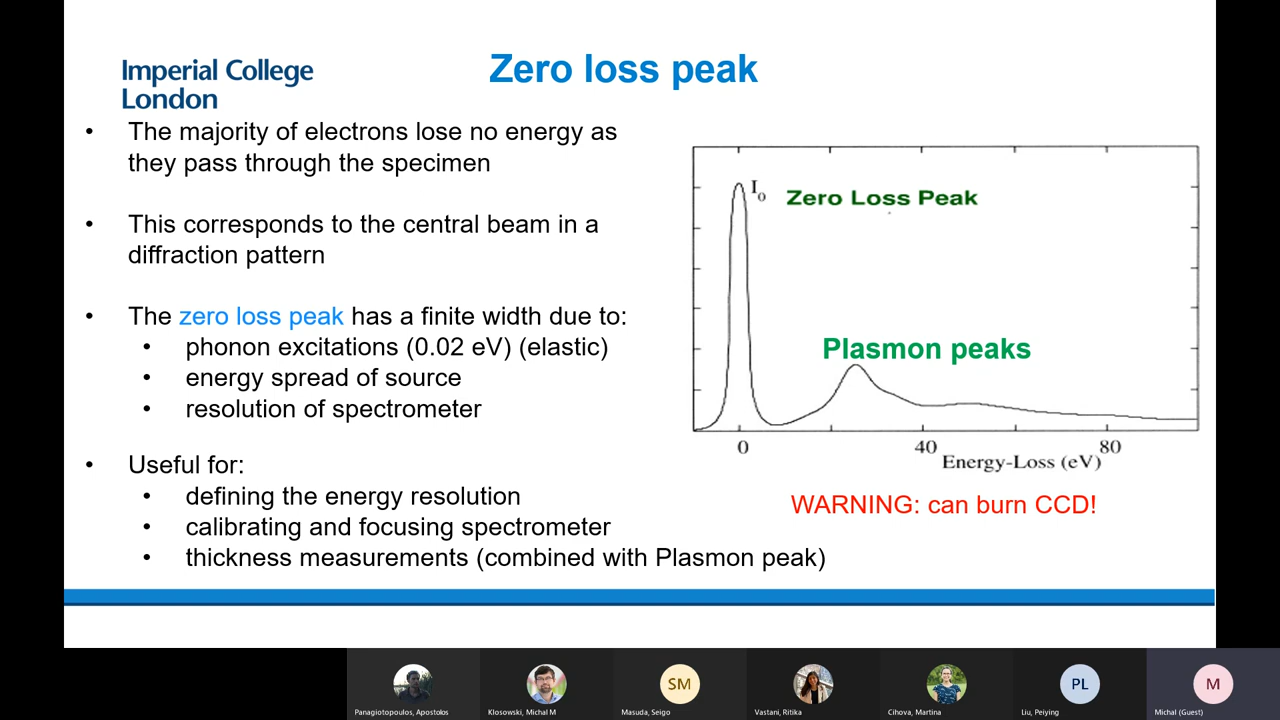 Imperial College
London
Zero loss peak
• The majority of electrons lose no energy as
they pass through the specimen
• This corresponds to the central beam in a
diffraction pattern
• The zero loss peak has a finite width due to:
• phonon excitations (0.02 eV) (elastic)
• energy spread of source
• resolution of spectrometer
• Useful for:
• defining the energy resolution
• calibrating and focusing spectrometer
• thickness measurements (combined with Plasmon peak)
I0 Zero Loss Peak
Plasmon peaks
0 40 80
Energy-Loss (eV)
WARNING: can burn CCD!
SM PL M
Panagiotopoulos, Apostolos Klosowski, Michal M Masuda, Seigo Vastani, Ritika Cihova, Martina Liu, Peiying Michal (Guest)